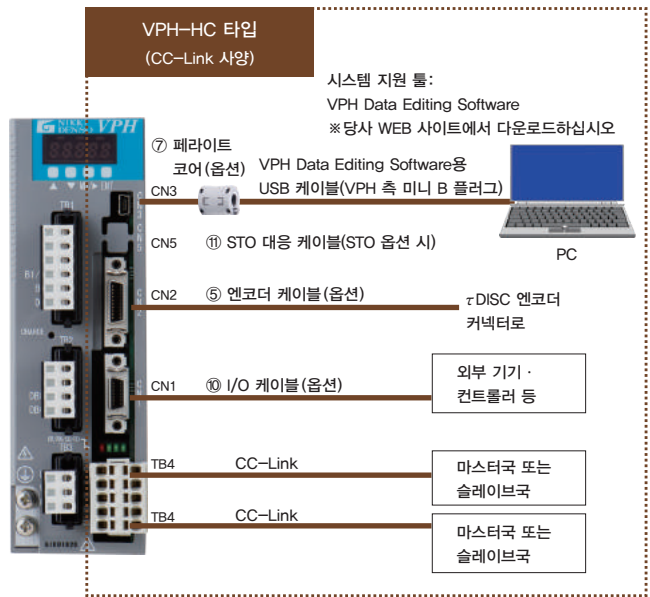 VPH-HC 타입
(CC-Link 사양)
시스템 지원 툴:
VPH Data Editing Software
※당사 WEB 사이트에서 다운로드하십시오
NIKKI
DENSO VPH
⑦ 페라이트
코어(옵션)
VPH Data Editing Software용
USB 케이블(VPH 측 미니 B 플러그)
CN3
PC
CN5
⑪ STO 대응 케이블(STO 옵션 시)
CN2
⑤ 엔코더 케이블(옵션)
τDISC 엔코더
커넥터로
CN1
⑩ I/O 케이블(옵션)
외부 기기 ·
컨트롤러 등
TB4
CC-Link
마스터국 또는
슬레이브국
TB4
CC-Link
마스터국 또는
슬레이브국
TB1
CHARGE
TB2
TB3